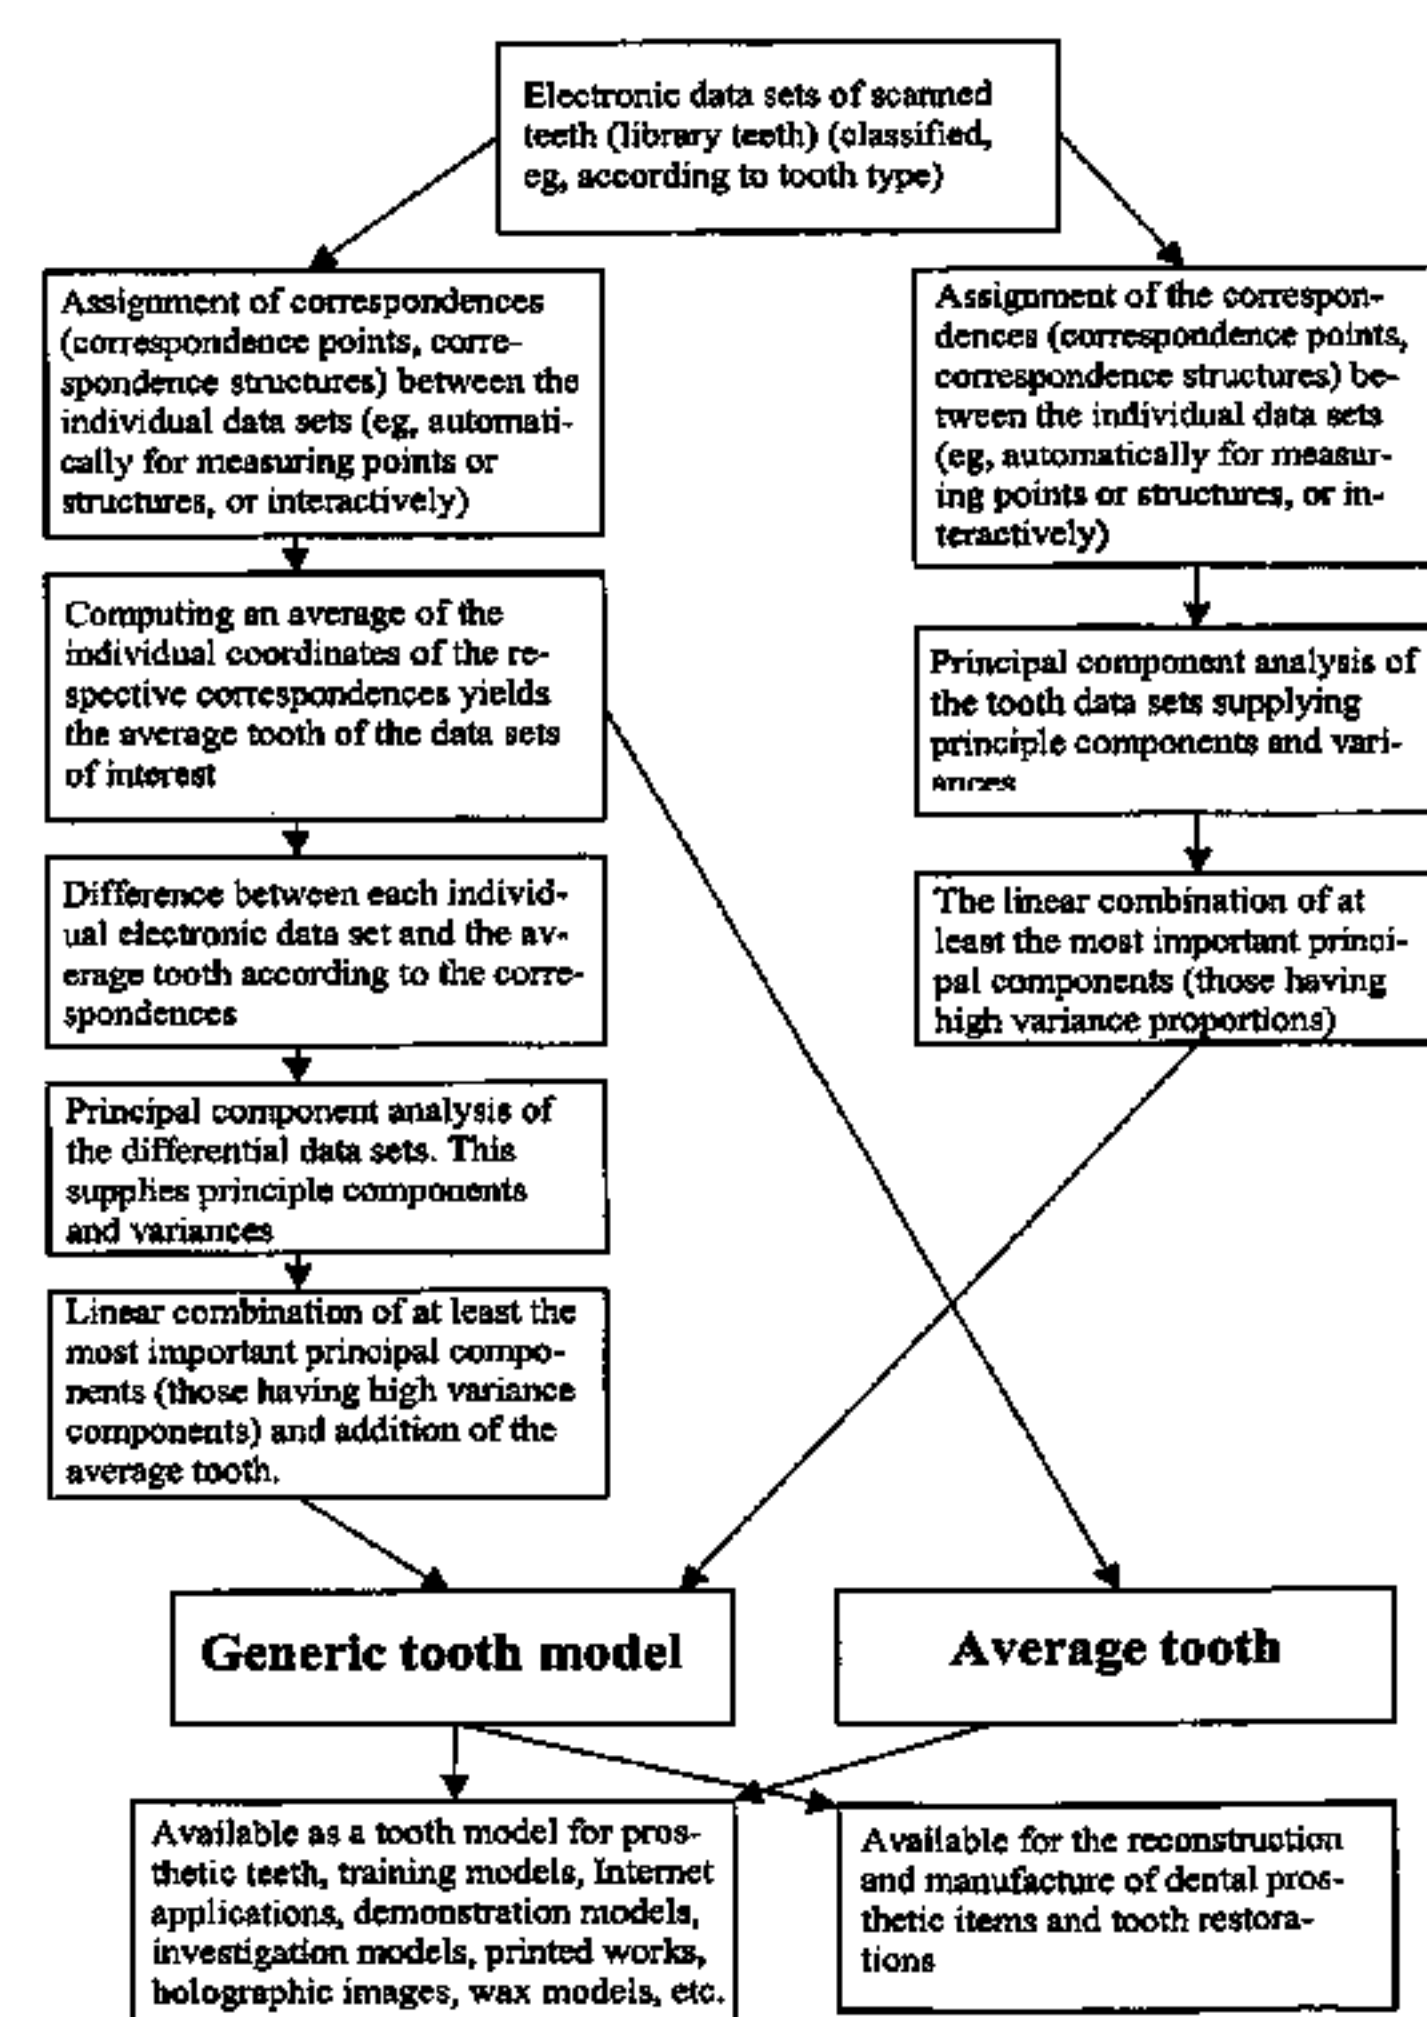 Electronic data sets of scanned
teeth (library teeth) (classified,
eg, according to tooth type)
Assignment of correspondences
(correspondence points, corre-
spondence structures) between the
individual data sets (eg, automati-
cally for measuring points or
structures, or interactively)
Computing an average of the
individual coordinates of the re-
spective correspondences yields
the average tooth of the data sets
of interest
Difference between each individ-
ual electronic data set and the av-
erage tooth according to the corre-
spondences
Principal component analysis of
the differential data sets. This
supplies principle components
and variances
Linear combination of at least the
most important principal compo-
nents (those having high variance
components) and addition of the
average tooth.
Assignment of the correspon-
dences (correspondence points,
correspondence structures) be-
tween the individual data sets
(eg, automatically for measur-
ing points or structures, or in-
teractively)
Principal component analysis of
the tooth data sets supplying
principle components and vari-
ances
The linear combination of at
least the most important princi-
pal components (those having
high variance proportions)
Generic tooth model
Average tooth
Available as a tooth model for pros-
thetic teeth, training models, Internet
applications, demonstration models,
investigation models, printed works,
holographic images, wax models, etc.
Available for the reconstruction
and manufacture of dental pros-
thetic items and tooth restora-
tions